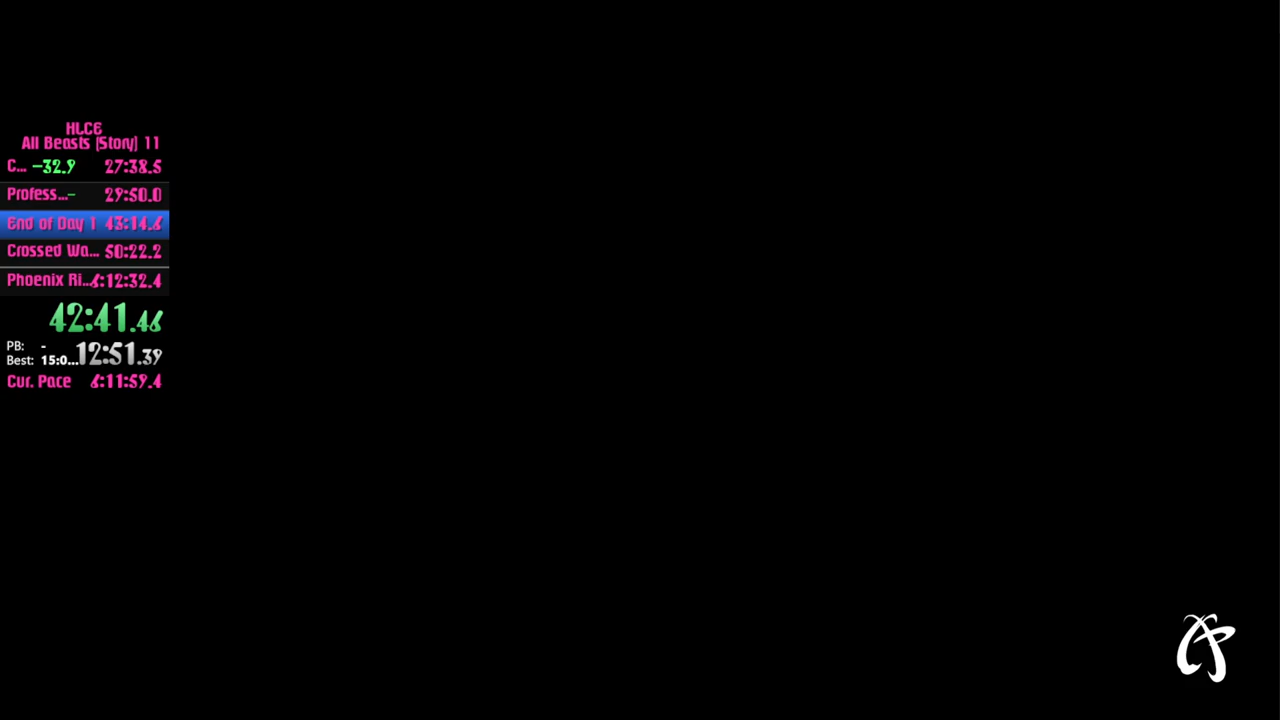 HLCE
All Beasts (Story) 11
C... −32.9 27:38.5
Profess...− 29:50.0
End of Day 1 43:14.6
Crossed Wa... 50:22.2
Phoenix Ri...6:12:32.4
42:41.46
PB: -
Best: 15:0... 12:51.39
Cur. Pace 6:11:59.4